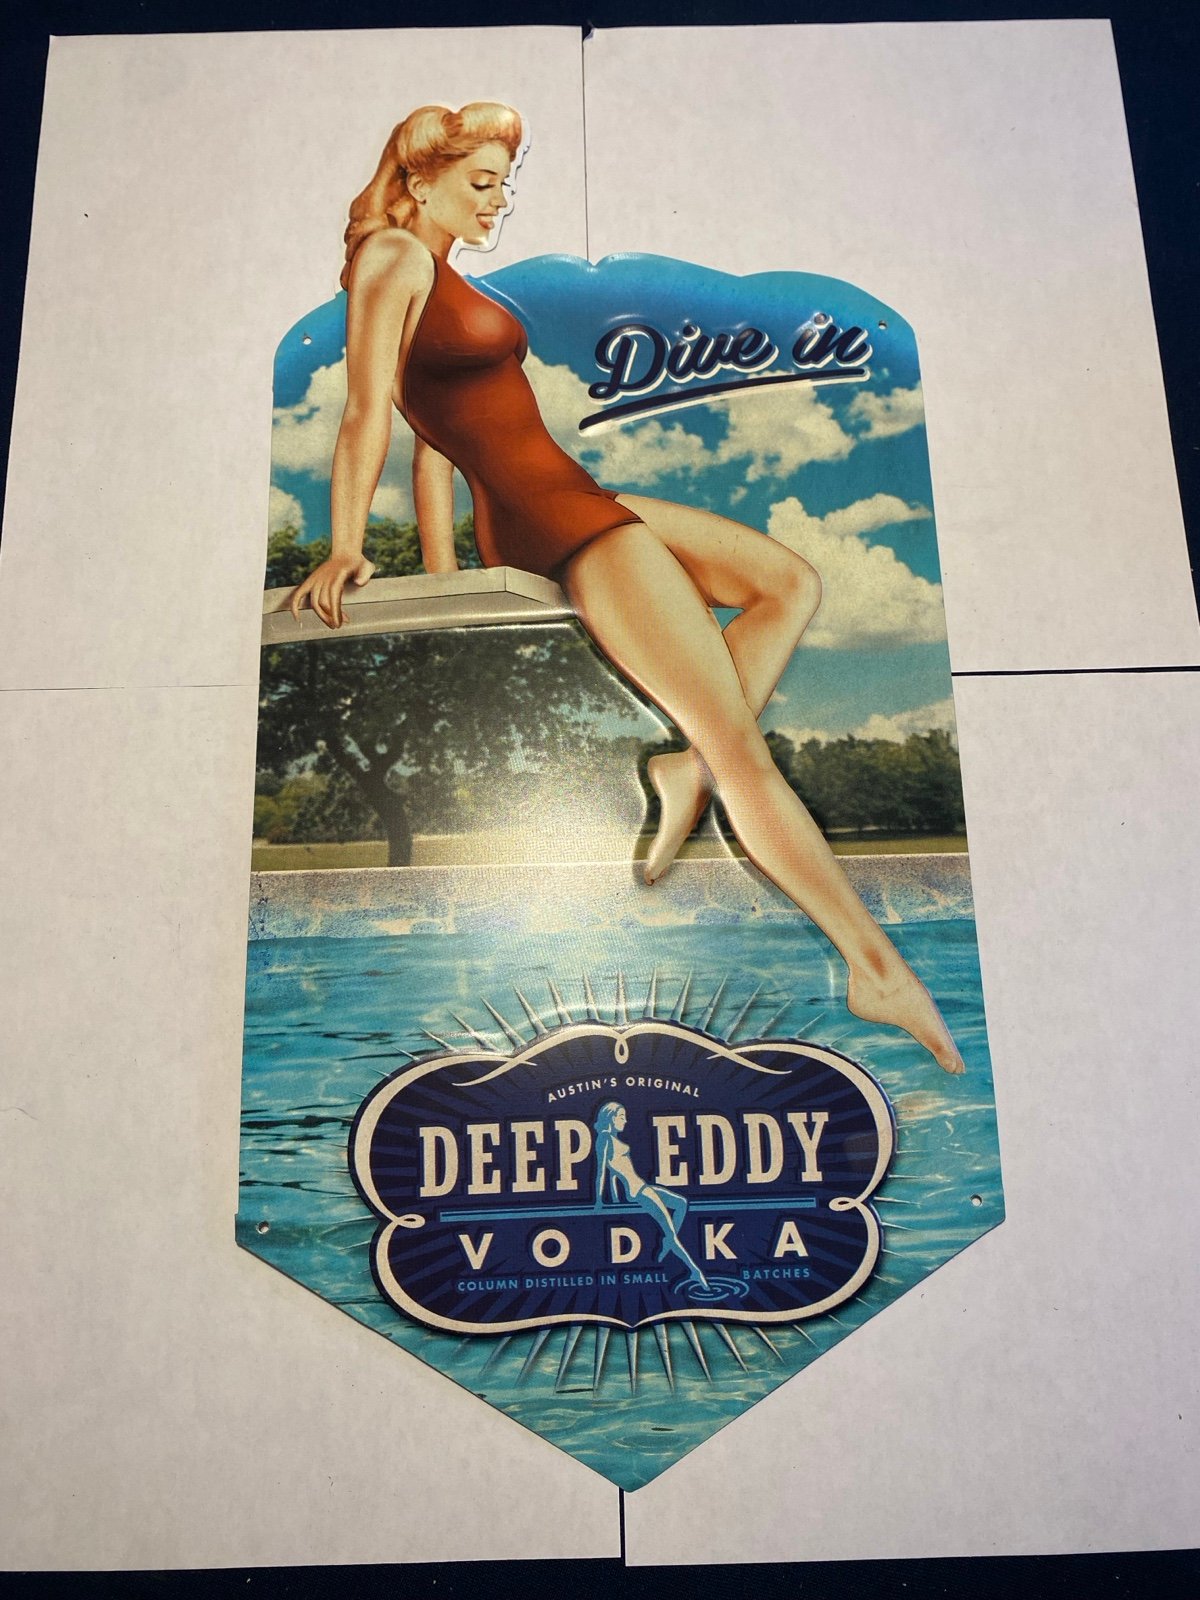 Dive in
AUSTIN'S ORIGINAL
DEEP EDDY
VODKA
COLUMN DISTILLED IN SMALL BATCHES